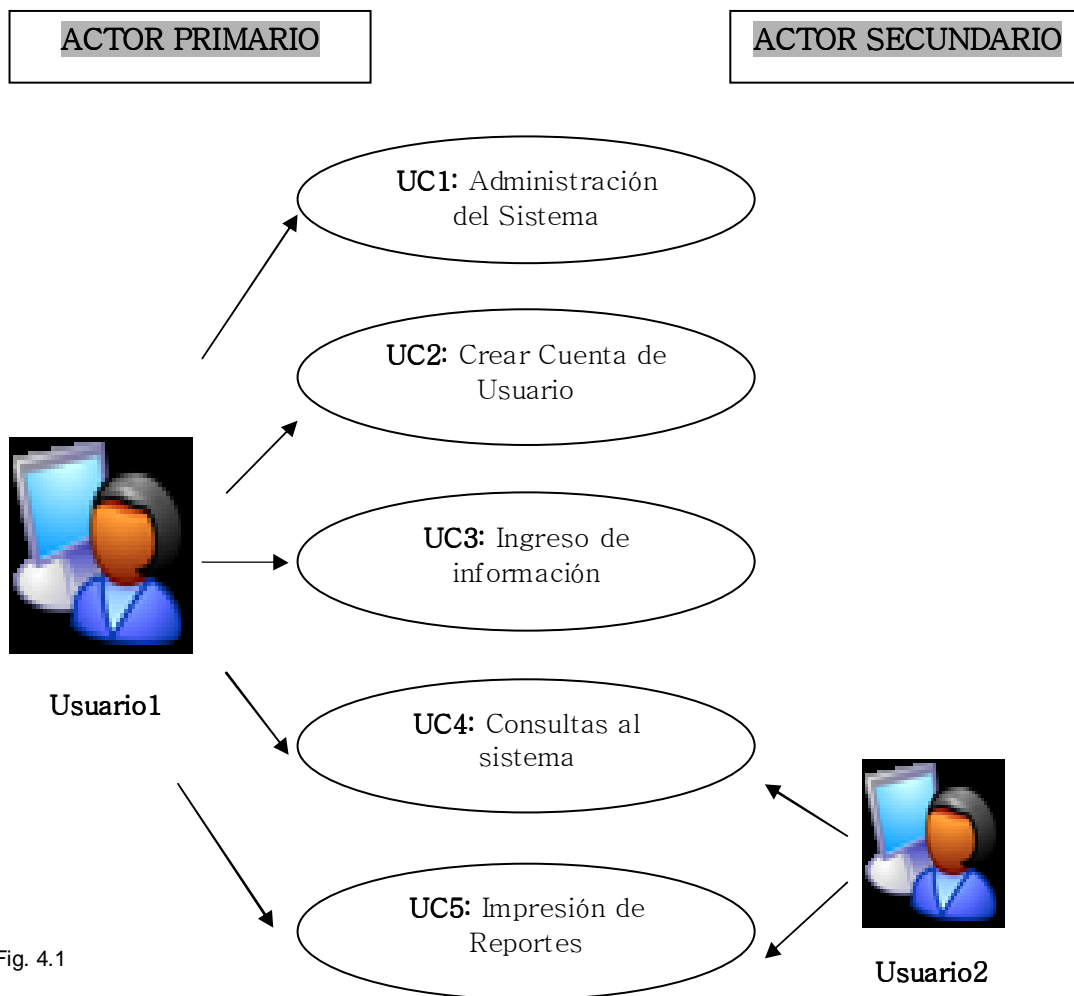 ACTOR PRIMARIO
ACTOR SECUNDARIO
UC1: Administración
del Sistema
UC2: Crear Cuenta de
Usuario
UC3: Ingreso de
información
Usuario1
UC4: Consultas al
sistema
UC5: Impresión de
Reportes
Fig. 4.1
Usuario2